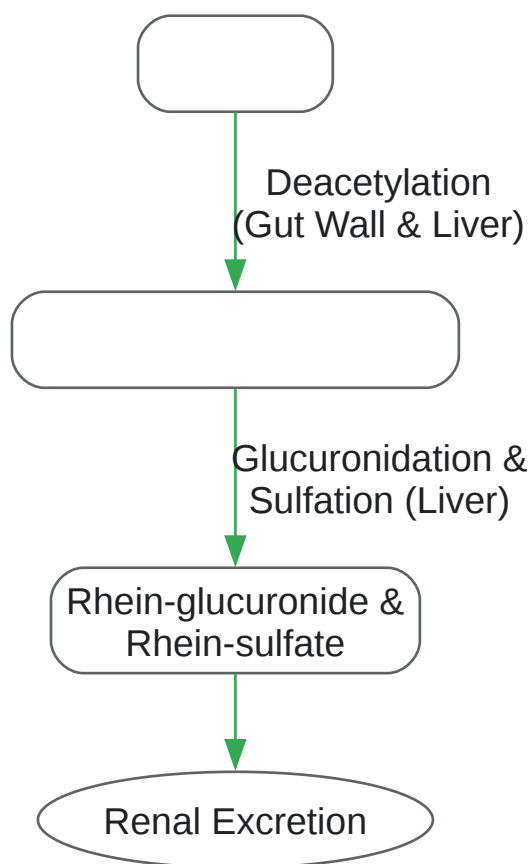 Deacetylation
(Gut Wall & Liver)
Glucuronidation &
Sulfation (Liver)
Rhein-glucuronide &
Rhein-sulfate
Renal Excretion